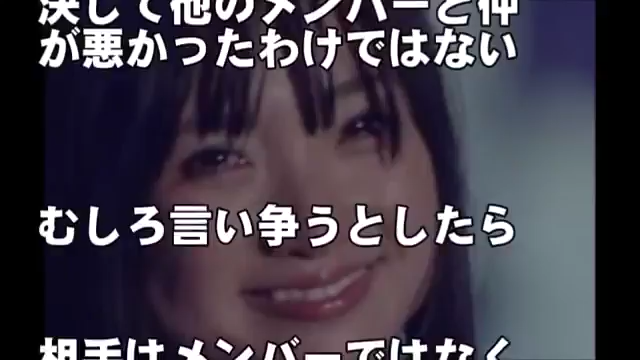 決して他のメンバーと仲
が悪かったわけではない
むしろ言い争うとしたら
相手はメンバーではなく